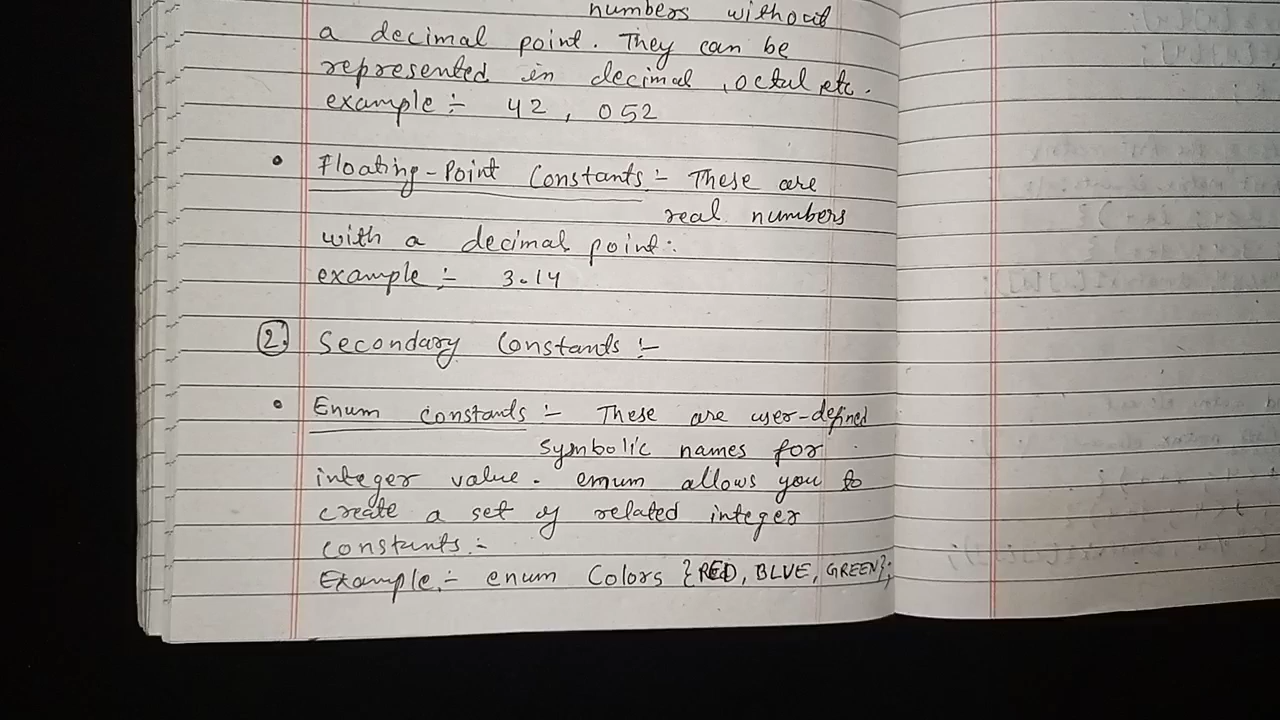 numbers without
a decimal point. They can be
represented in decimal, octal etc.
example :- 42, 052
• Floating-Point Constants :- These are
real numbers
with a decimal point :
example :- 3.14
2. Secondary Constants :-
• Enum constants :- These are user-defined
symbolic names for
integer value. enum allows you to
create a set of related integer
constants :-
Example :- enum Colors {RED, BLUE, GREEN};